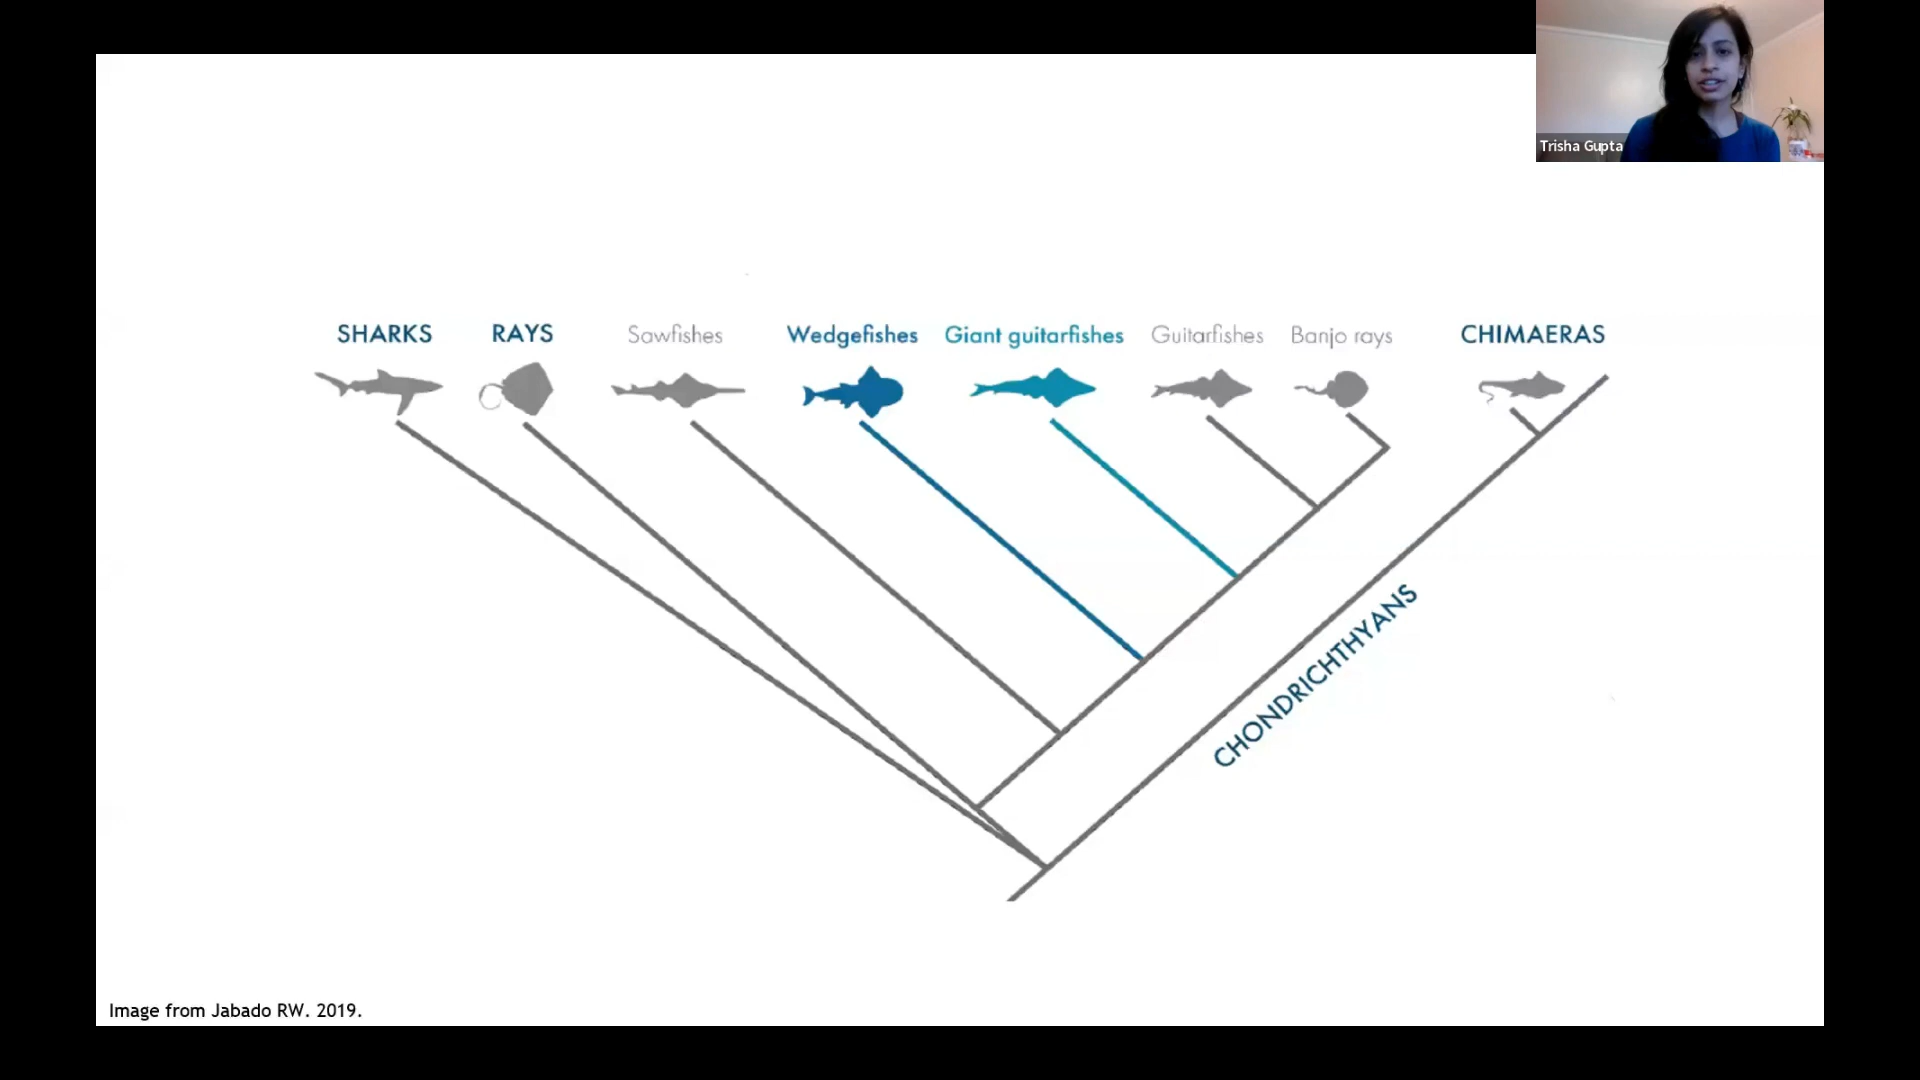 Trisha Gupta
SHARKS RAYS Sawfishes Wedgefishes Giant guitarfishes Guitarfishes Banjo rays CHIMAERAS
CHONDRICHTHYANS
Image from Jabado RW. 2019.